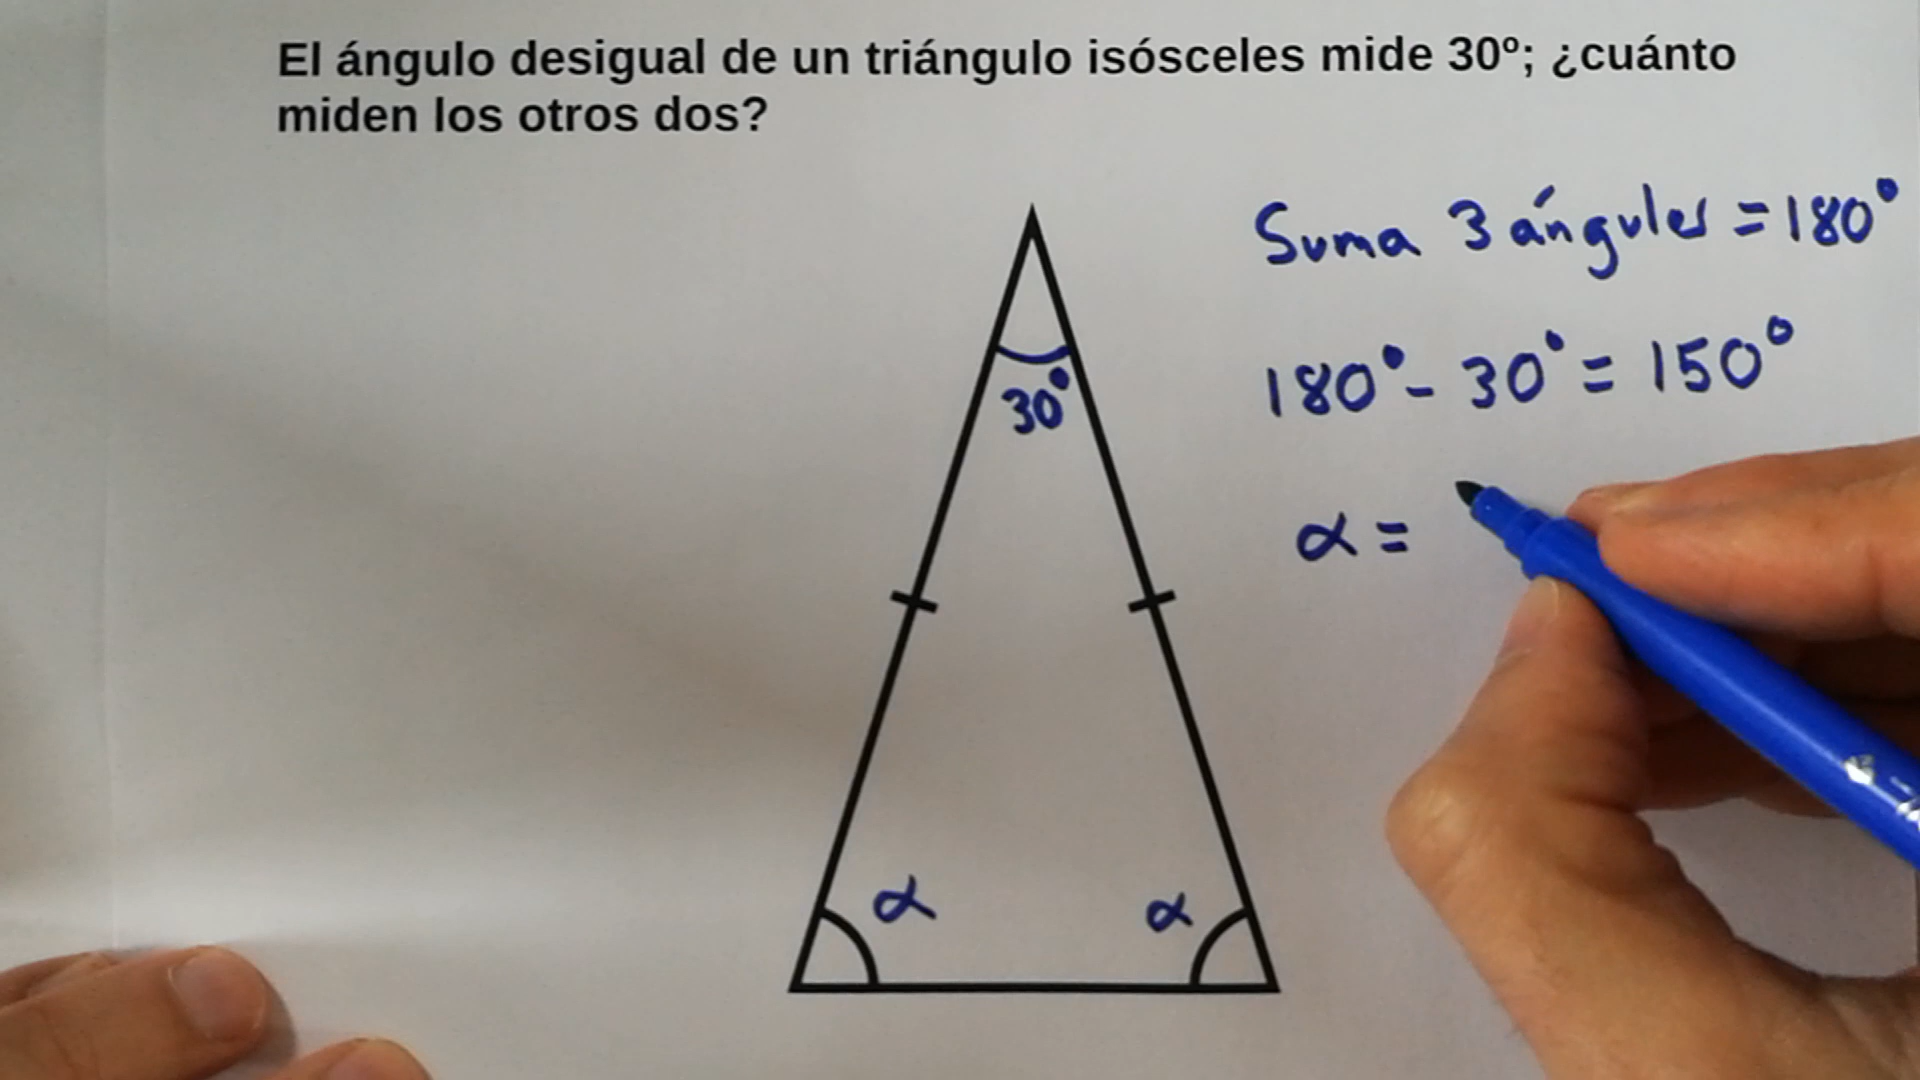 El ángulo desigual de un triángulo isósceles mide 30º; ¿cuánto
miden los otros dos?
Suma 3 ángulos = 180°
180° - 30° = 150°
30°
α =
α
α